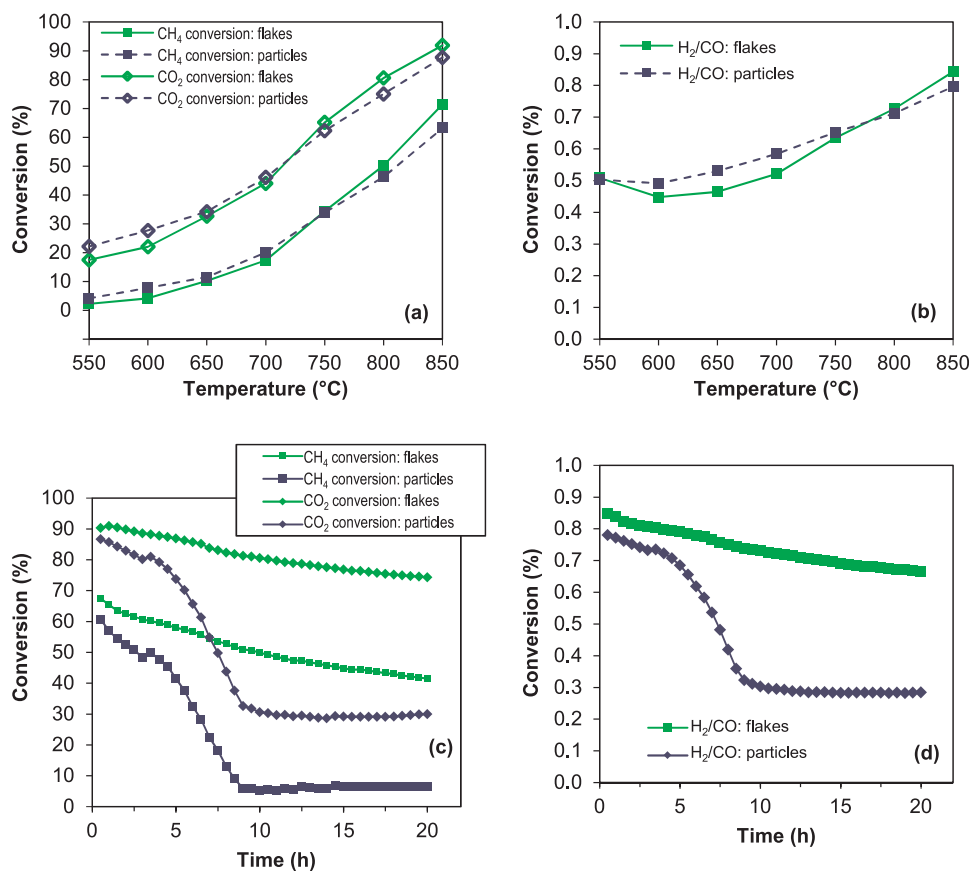 100
90
80
70
60
50
40
30
20
10
0
Conversion (%)
CH₄ conversion: flakes
CH₄ conversion: particles
CO₂ conversion: flakes
CO₂ conversion: particles
(a)
550 600 650 700 750 800 850
Temperature (°C)
1.0
0.9
0.8
0.7
0.6
0.5
0.4
0.3
0.2
0.1
0.0
Conversion (%)
H₂/CO: flakes
H₂/CO: particles
(b)
550 600 650 700 750 800 850
Temperature (°C)
CH₄ conversion: flakes
CH₄ conversion: particles
CO₂ conversion: flakes
CO₂ conversion: particles
100
90
80
70
60
50
40
30
20
10
0
Conversion (%)
(c)
0 5 10 15 20
Time (h)
1.0
0.9
0.8
0.7
0.6
0.5
0.4
0.3
0.2
0.1
0.0
Conversion (%)
H₂/CO: flakes
H₂/CO: particles
(d)
0 5 10 15 20
Time (h)